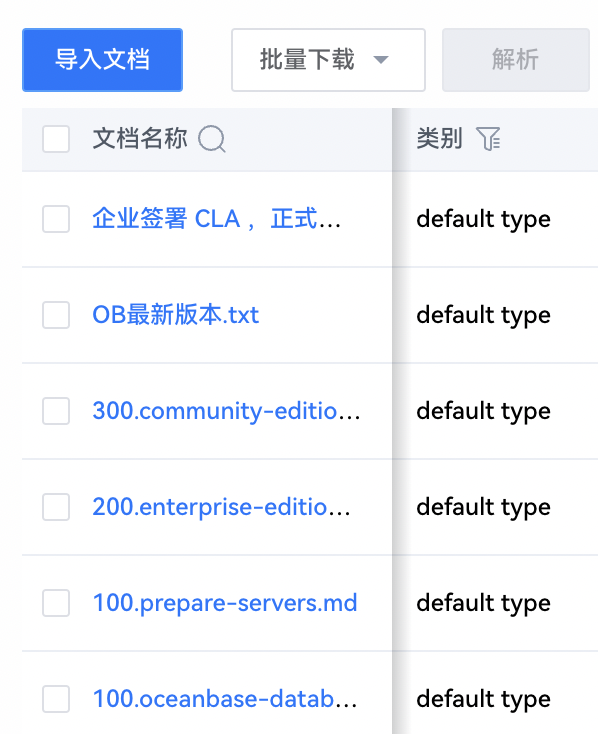 导入文档 批量下载 解析
文档名称 类别
企业签署 CLA ，正式... default type
OB最新版本.txt default type
300.community-editio... default type
200.enterprise-editio... default type
100.prepare-servers.md default type
100.oceanbase-datab... default type